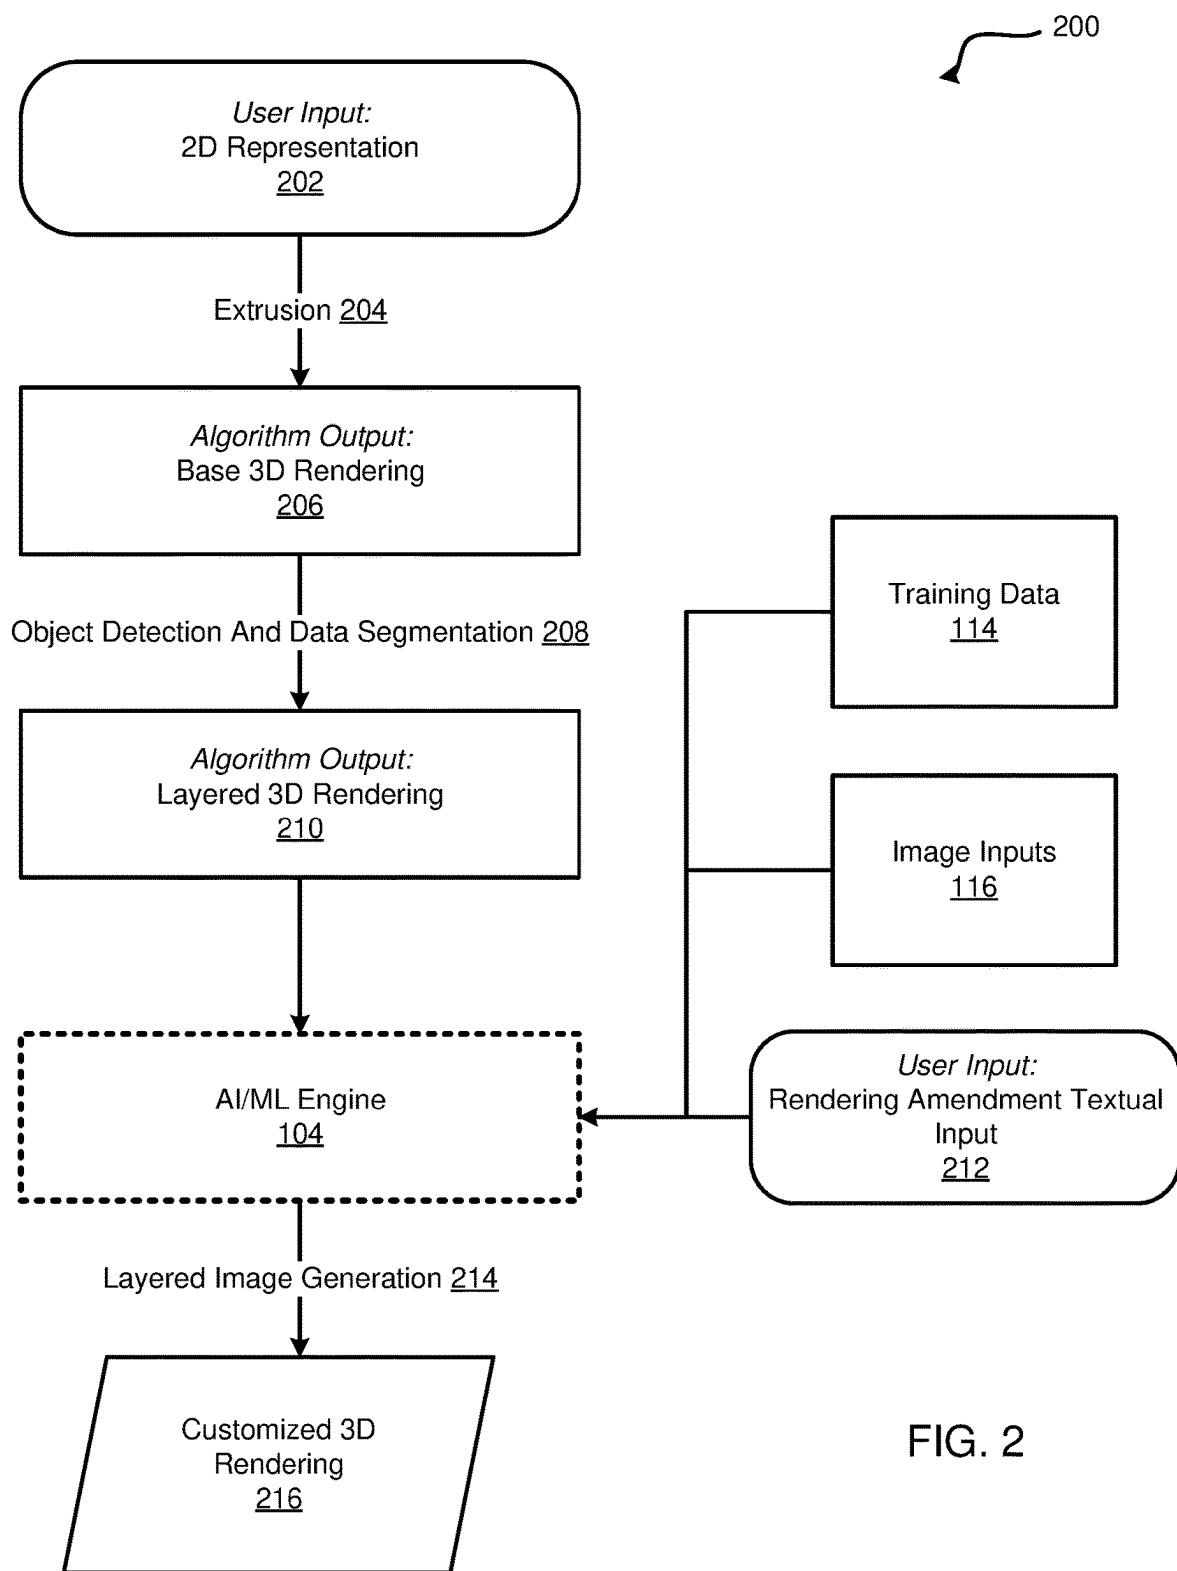 200
User Input:
2D Representation
202
Extrusion 204
Algorithm Output:
Base 3D Rendering
206
Object Detection And Data Segmentation 208
Algorithm Output:
Layered 3D Rendering
210
Training Data
114
Image Inputs
116
User Input:
Rendering Amendment Textual
Input
212
AI/ML Engine
104
Layered Image Generation 214
Customized 3D
Rendering
216
FIG. 2